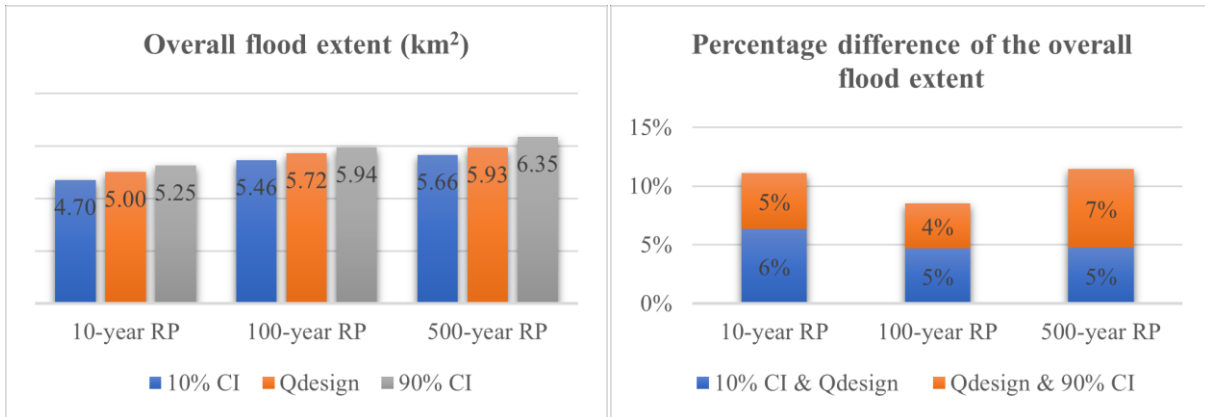 Overall flood extent (km²)
4.70
5.00
5.25
5.46
5.72
5.94
5.66
5.93
6.35
10-year RP
100-year RP
500-year RP
10% CI
Qdesign
90% CI
Percentage difference of the overall
flood extent
15%
10%
5%
0%
5%
6%
4%
5%
7%
5%
10-year RP
100-year RP
500-year RP
10% CI & Qdesign
Qdesign & 90% CI